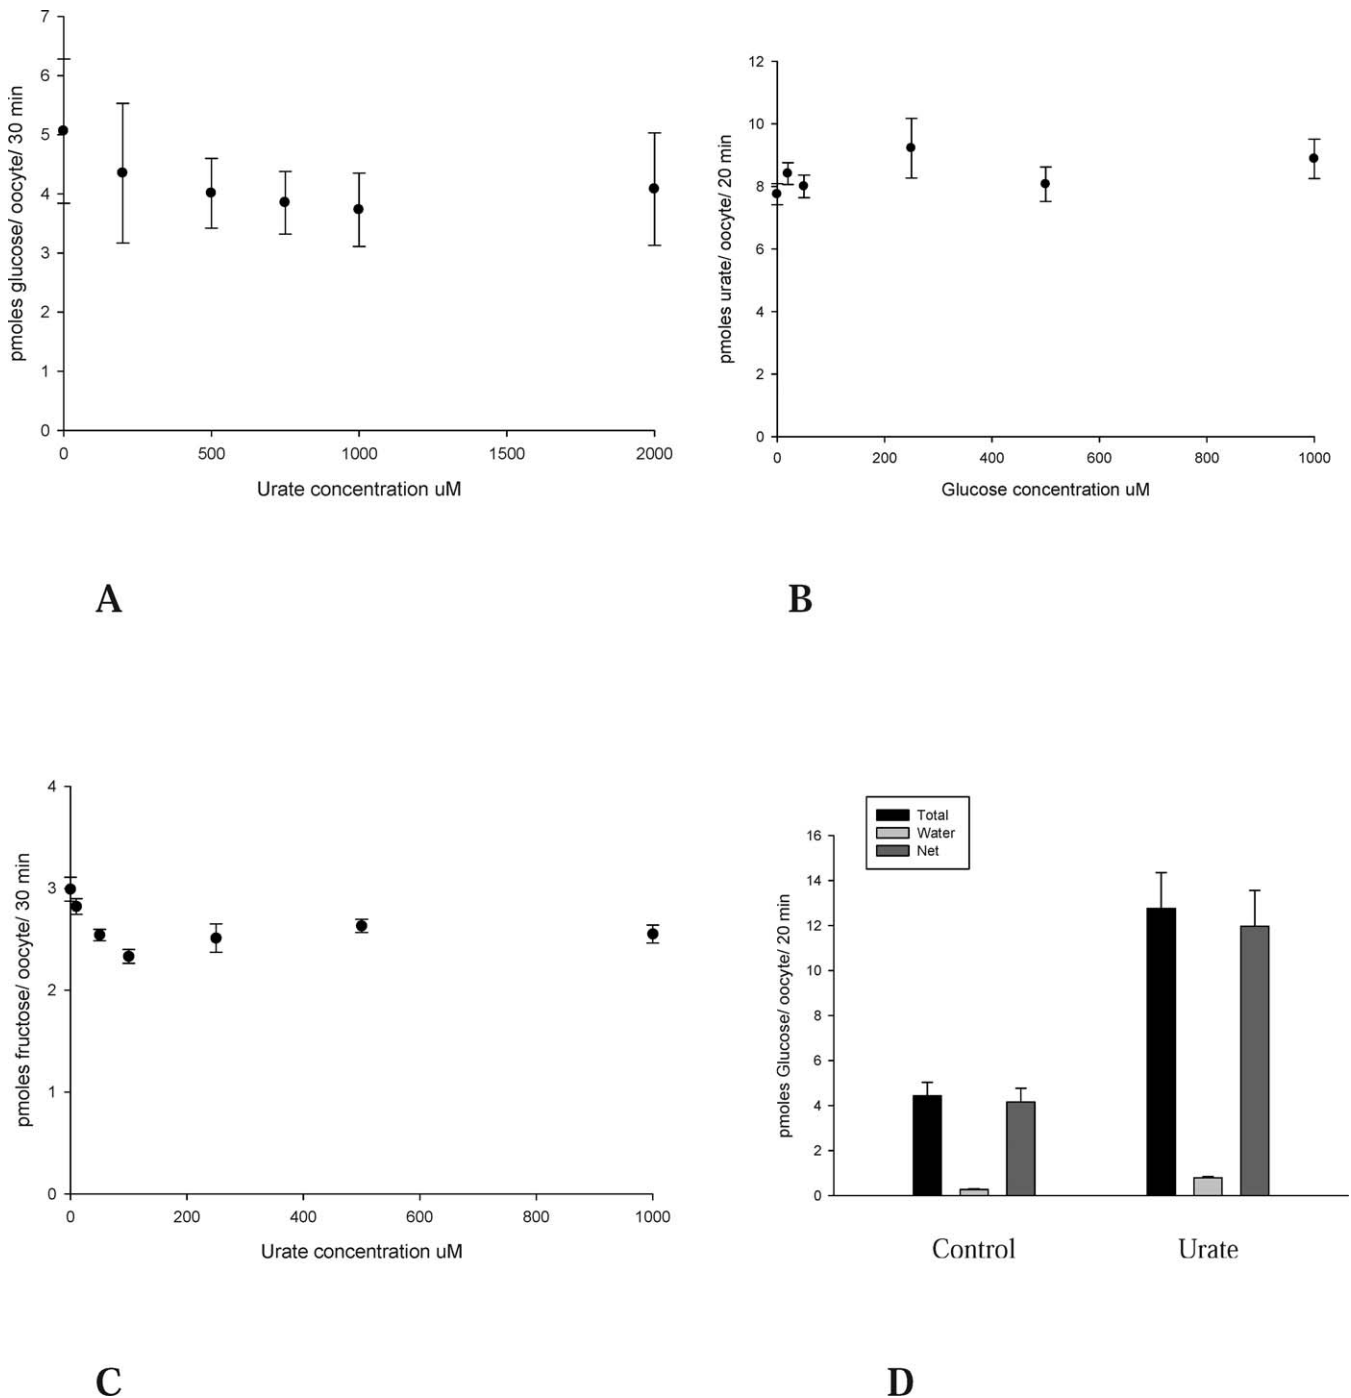 pmoles glucose/ oocyte/ 30 min
7
6
5
4
3
2
1
0
0 500 1000 1500 2000
Urate concentration uM
A
pmoles urate/ oocyte/ 20 min
12
10
8
6
4
2
0
0 200 400 600 800 1000
Glucose concentration uM
B
pmoles fructose/ oocyte/ 30 min
4
3
2
1
0
0 200 400 600 800 1000
Urate concentration uM
C
Total
Water
Net
pmoles Glucose/ oocyte/ 20 min
16
14
12
10
8
6
4
2
0
Control Urate
D